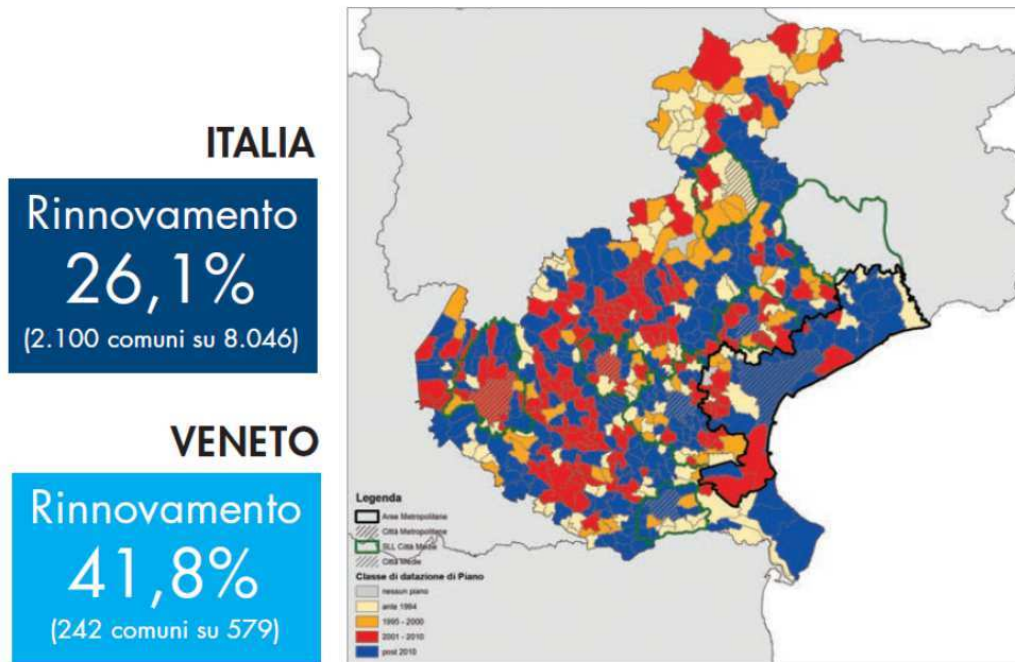 ITALIA
Rinnovamento
26,1%
(2.100 comuni su 8.046)
VENETO
Rinnovamento
41,8%
(242 comuni su 579)
Legenda
Aree Metropolitane
Città Metropolitane
SLL Città Medie
Città Medie
Classe di datazione di Piano
nessun piano
ante 1994
1995 - 2000
2001 - 2010
post 2010